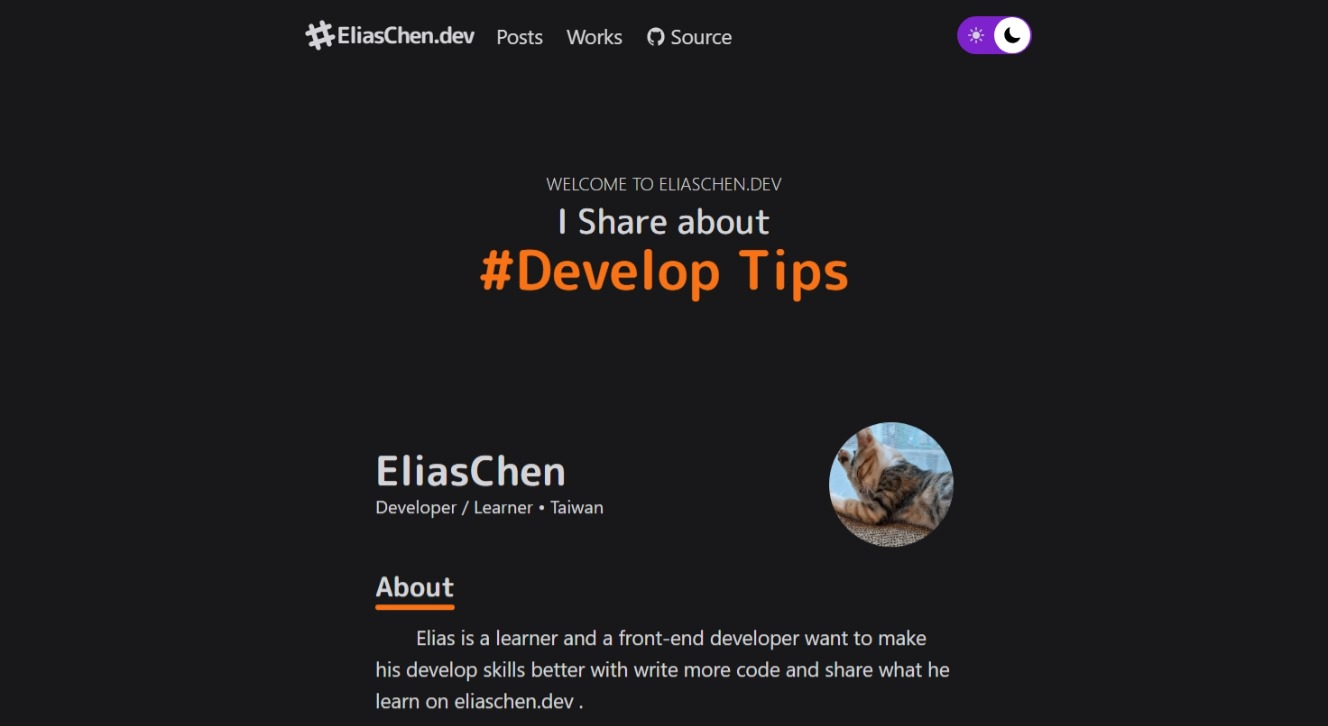 #EliasChen.dev Posts Works Source
WELCOME TO ELIASCHEN.DEV
I Share about
#Develop Tips
EliasChen
Developer / Learner • Taiwan
About
Elias is a learner and a front-end developer want to make
his develop skills better with write more code and share what he
learn on eliaschen.dev .